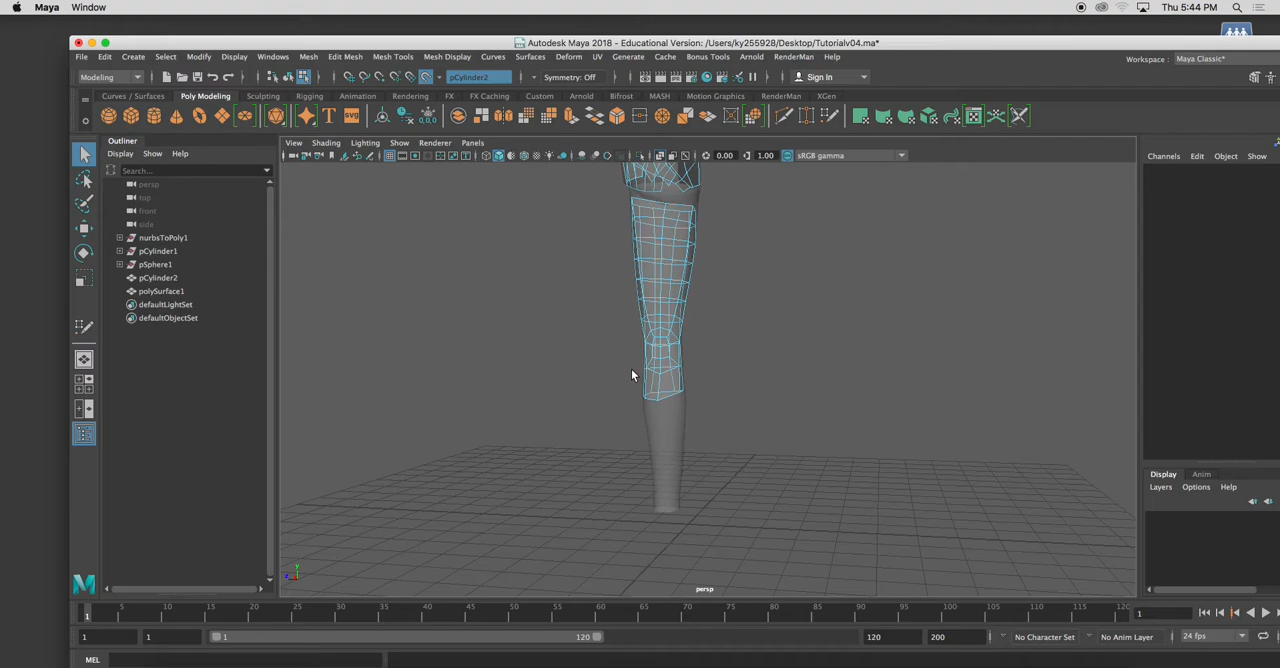 Maya Window Thu 5:44 PM
Autodesk Maya 2018 - Educational Version: /Users/ky255928/Desktop/Tutorialv04.ma*
File Edit Create Select Modify Display Windows Mesh Edit Mesh Mesh Tools Mesh Display Curves Surfaces Deform UV Generate Cache Bonus Tools Arnold RenderMan Help Workspace: Maya Classic*
Modeling pCylinder2 Symmetry: Off Sign In
Curves / Surfaces Poly Modeling Sculpting Rigging Animation Rendering FX FX Caching Custom Arnold Bifrost MASH Motion Graphics RenderMan XGen
T svg 0,0,0
Outliner
Display Show Help
Search...
persp
top
front
side
nurbsToPoly1
pCylinder1
pSphere1
pCylinder2
polySurface1
defaultLightSet
defaultObjectSet
View Shading Lighting Show Renderer Panels
0.00 1.00 sRGB gamma
persp
Channels Edit Object Show
Display Anim
Layers Options Help
1 5 10 15 20 25 30 35 40 45 50 55 60 65 70 75 80 85 90 95 100 105 110 115 120 1
1 1 1 120 120 200 No Character Set No Anim Layer 24 fps
MEL